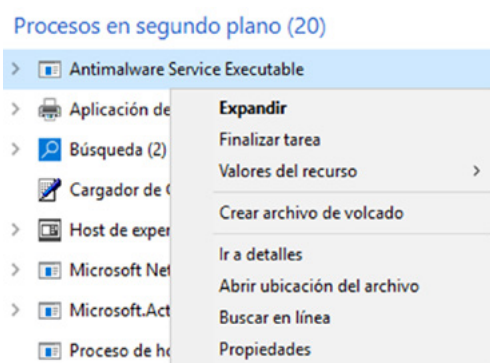 Procesos en segundo plano (20)
Antimalware Service Executable
Aplicación de
Expandir
Finalizar tarea
Búsqueda (2)
Valores del recurso
Cargador de
Crear archivo de volcado
Host de exper
Ir a detalles
Microsoft Net
Abrir ubicación del archivo
Microsoft.Act
Buscar en línea
Proceso de ho
Propiedades